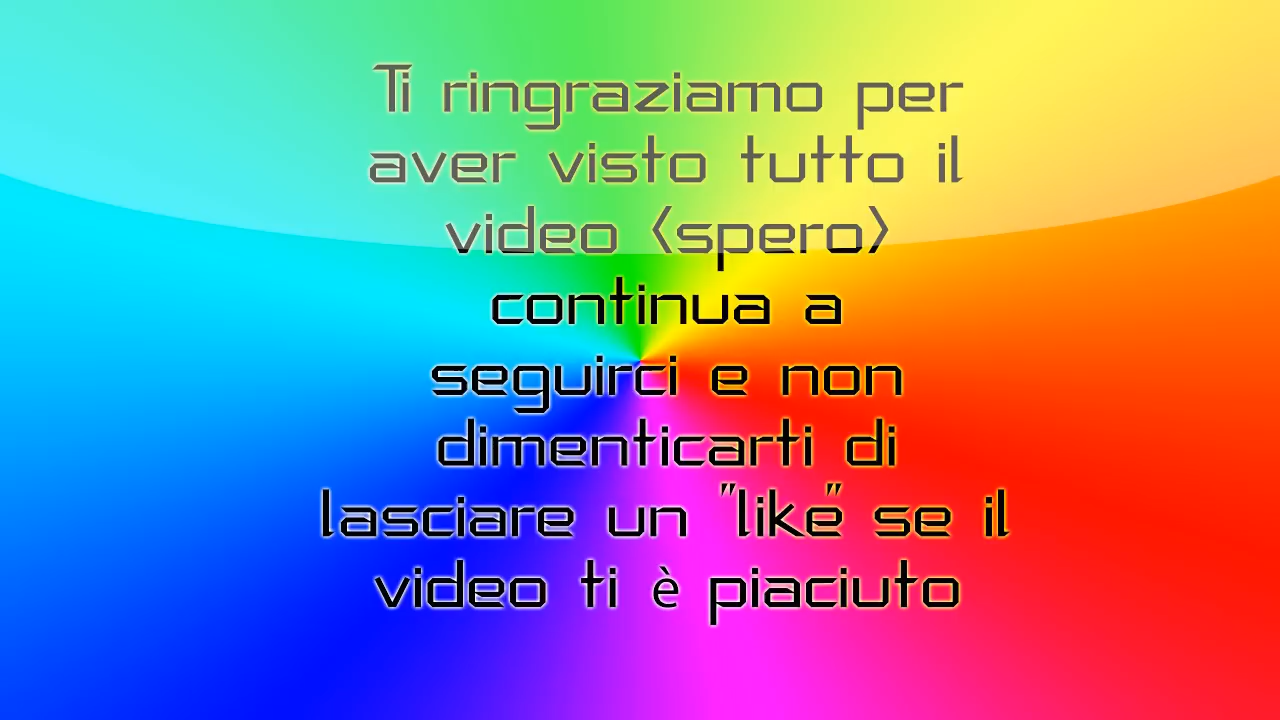 Ti ringraziamo per
aver visto tutto il
video (spero)
continua a
seguirci e non
dimenticarti di
lasciare un "like" se il
video ti è piaciuto